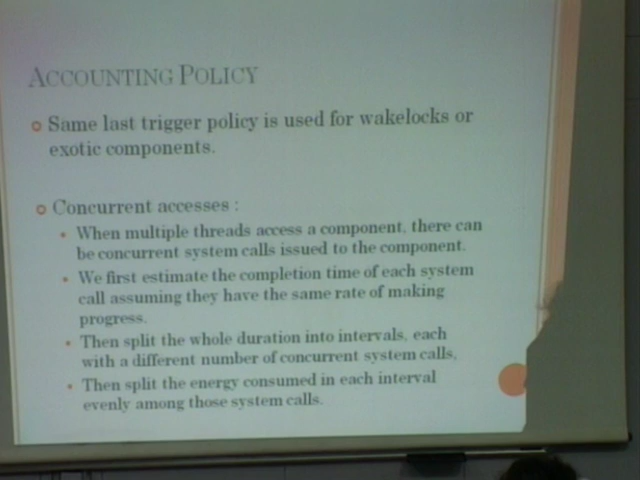 ACCOUNTING POLICY
Same last trigger policy is used for wakelocks or
exotic components.
Concurrent accesses :
When multiple threads access a component, there can
be concurrent system calls issued to the component.
We first estimate the completion time of each system
call assuming they have the same rate of making
progress.
Then split the whole duration into intervals, each
with a different number of concurrent system calls,
Then split the energy consumed in each interval
evenly among those system calls.